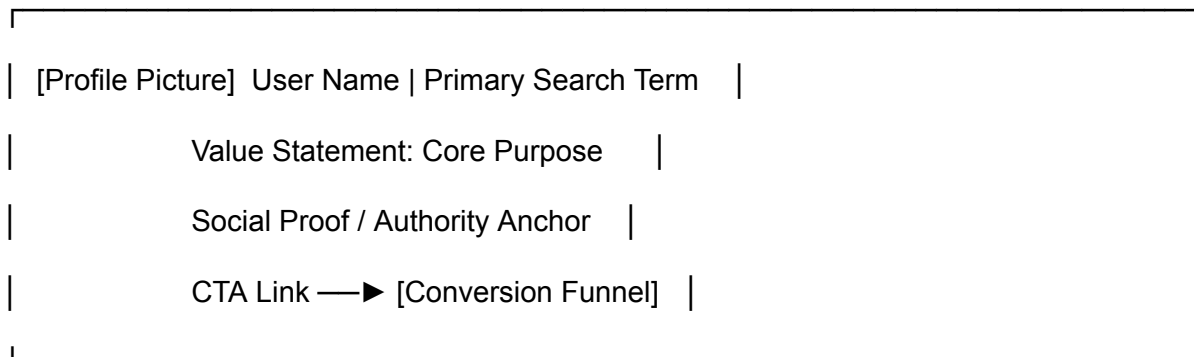 [Profile Picture] User Name | Primary Search Term
Value Statement: Core Purpose
Social Proof / Authority Anchor
CTA Link ──► [Conversion Funnel]